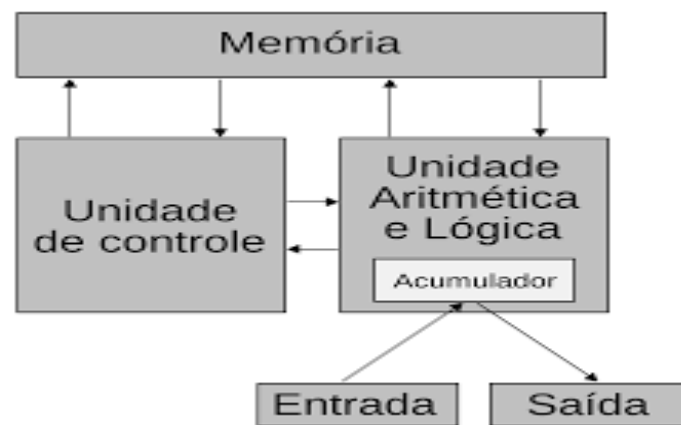 Memória
Unidade
de controle
Unidade
Aritmética
e Lógica
Acumulador
Entrada
Saída